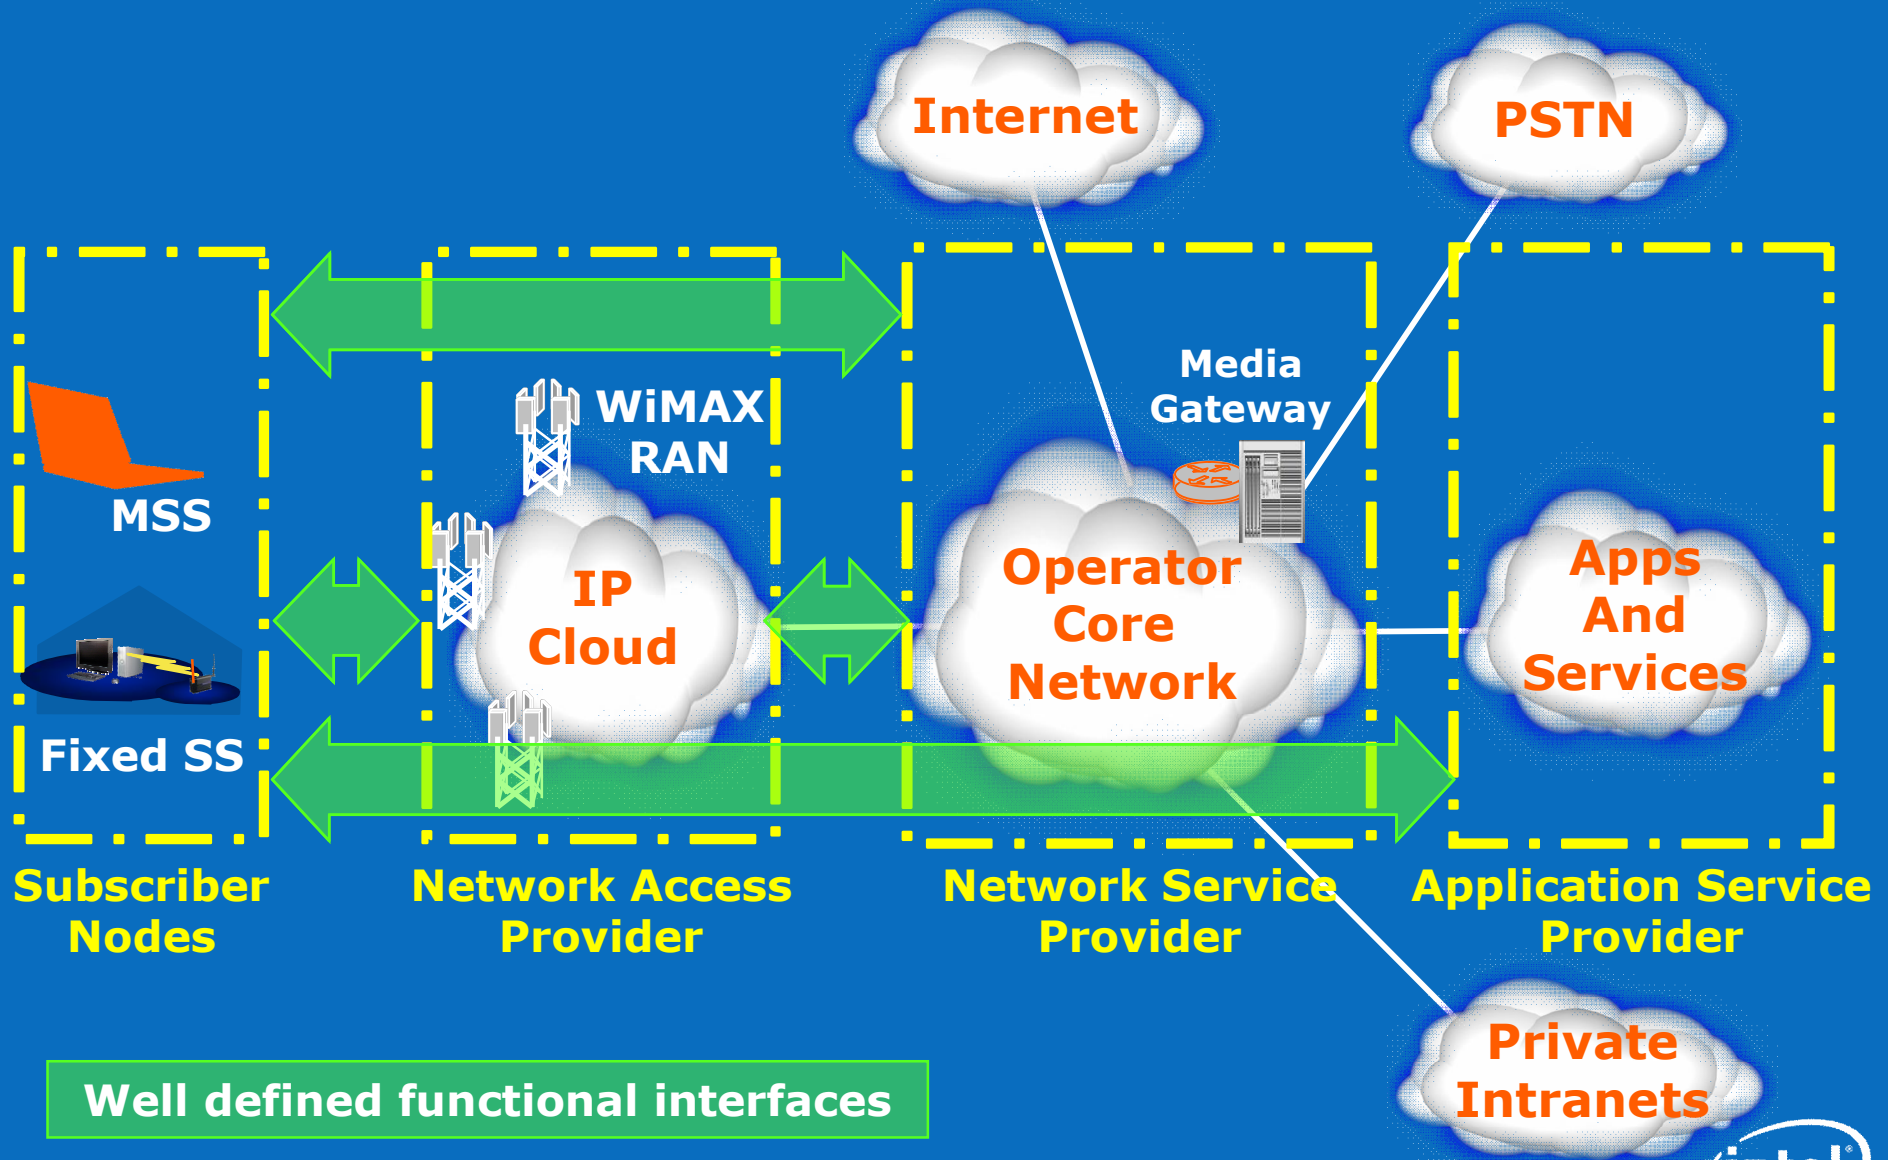 Internet
PSTN
Media
Gateway
WiMAX
RAN
MSS
IP
Cloud
Operator
Core
Network
Apps
And
Services
Fixed SS
Subscriber
Nodes
Network Access
Provider
Network Service
Provider
Application Service
Provider
Private
Intranets
Well defined functional interfaces
intel